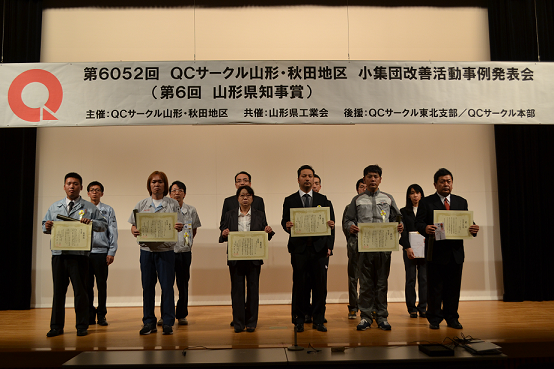 第6052回 QCサークル山形・秋田地区 小集団改善活動事例発表会
(第6回 山形県知事賞)
主催:QCサークル山形・秋田地区 共催:山形県工業会 後援:QCサークル東北支部/QCサークル本部